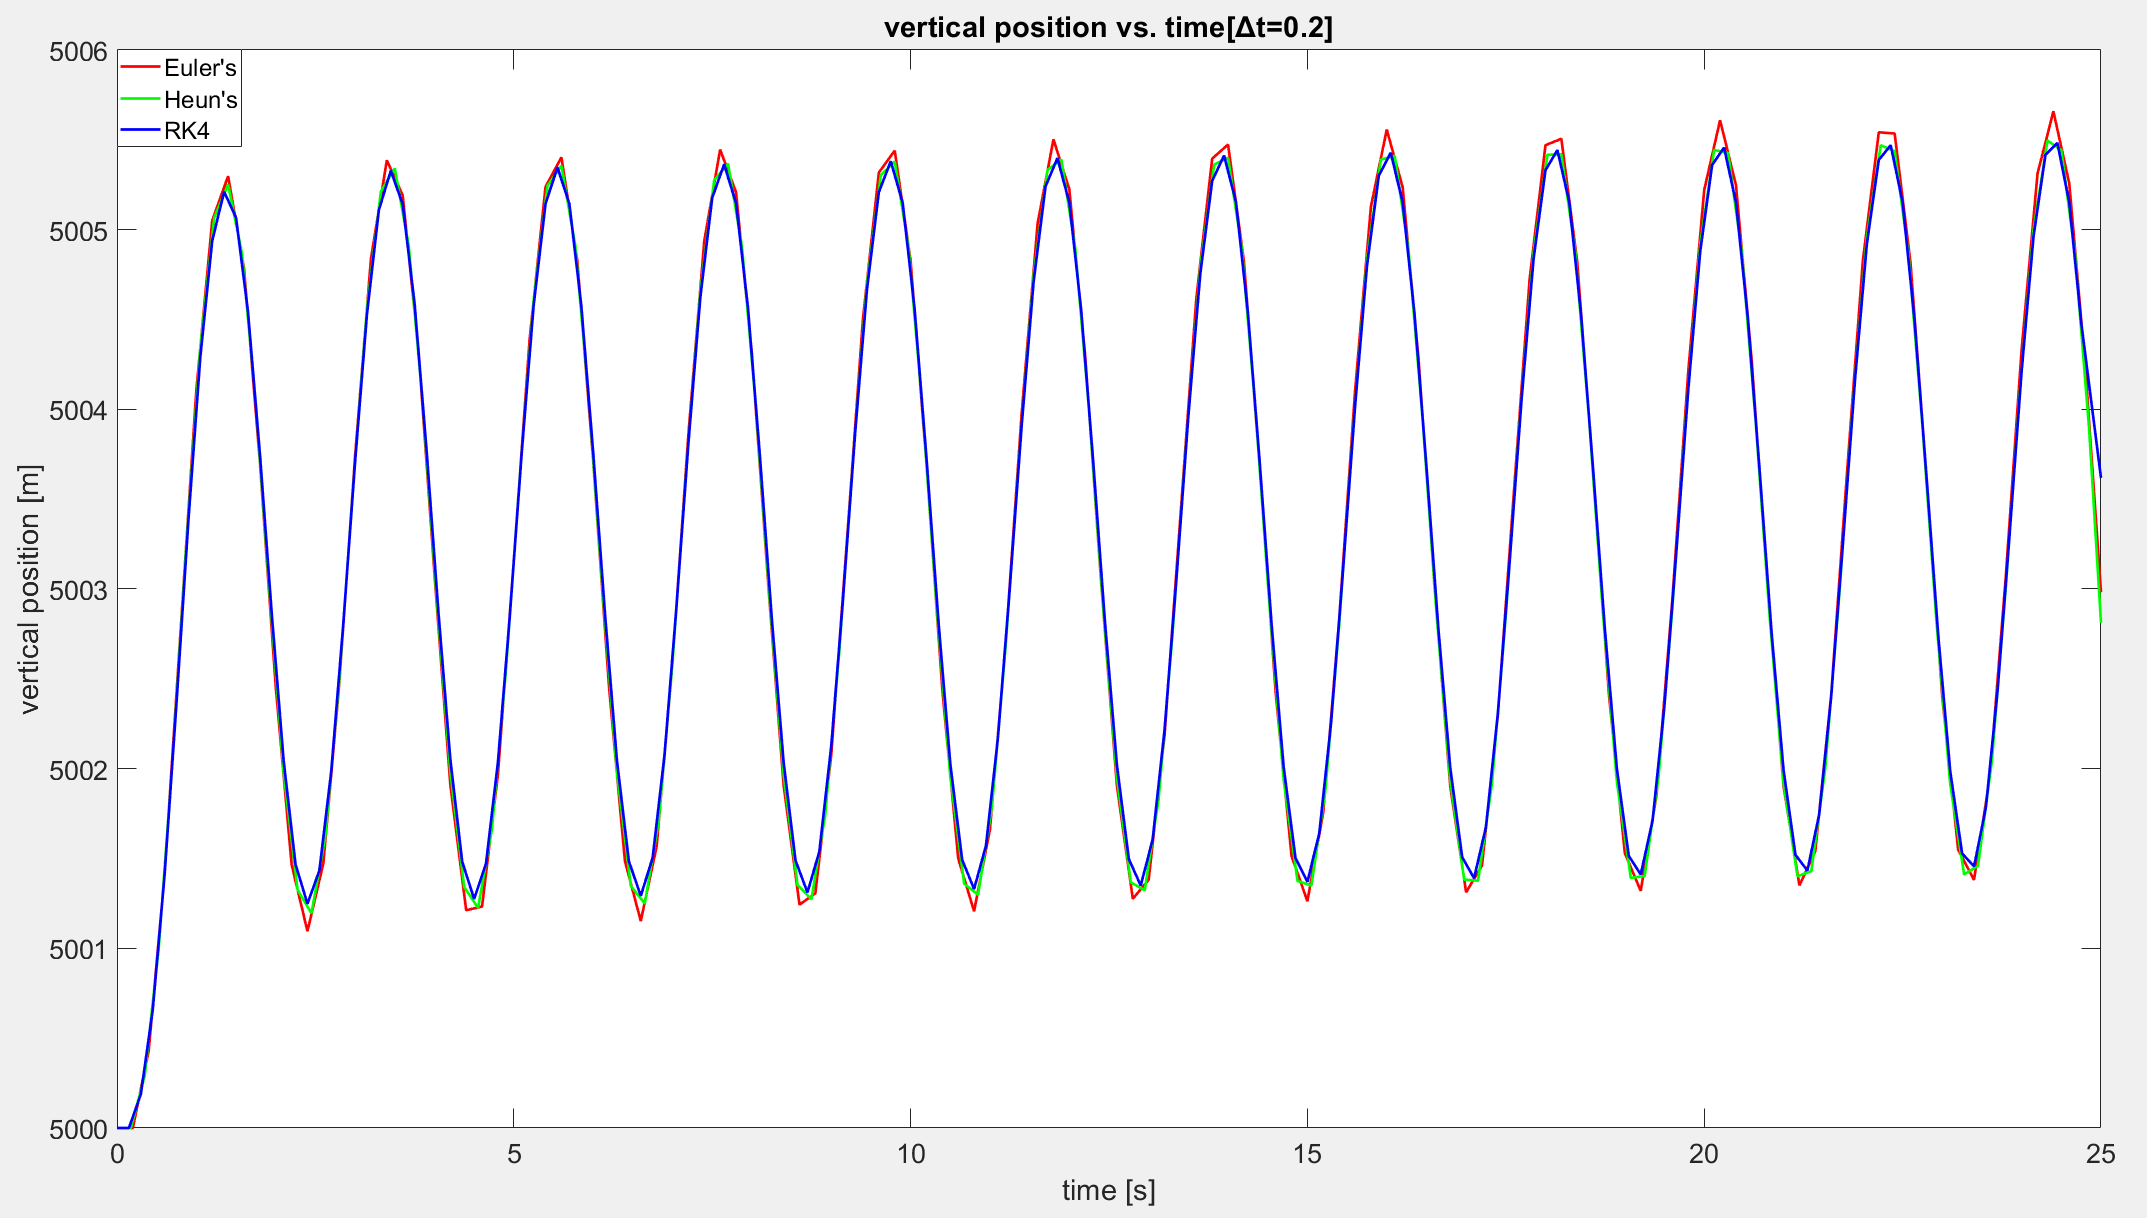 vertical position vs. time[Δt=0.2]
5006
Euler's
Heun's
RK4
5005
5004
5003
5002
5001
5000
vertical position [m]
0 5 10 15 20 25
time [s]